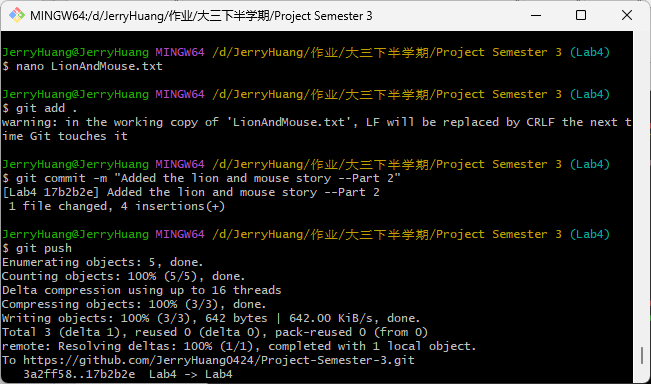 MINGW64:/d/JerryHuang/作业/大三下半学期/Project Semester 3
JerryHuang@JerryHuang MINGW64 /d/JerryHuang/作业/大三下半学期/Project Semester 3 (Lab4)
$ nano LionAndMouse.txt
JerryHuang@JerryHuang MINGW64 /d/JerryHuang/作业/大三下半学期/Project Semester 3 (Lab4)
$ git add .
warning: in the working copy of 'LionAndMouse.txt', LF will be replaced by CRLF the next t
ime Git touches it
JerryHuang@JerryHuang MINGW64 /d/JerryHuang/作业/大三下半学期/Project Semester 3 (Lab4)
$ git commit -m "Added the lion and mouse story --Part 2"
[Lab4 17b2b2e] Added the lion and mouse story --Part 2
 1 file changed, 4 insertions(+)
JerryHuang@JerryHuang MINGW64 /d/JerryHuang/作业/大三下半学期/Project Semester 3 (Lab4)
$ git push
Enumerating objects: 5, done.
Counting objects: 100% (5/5), done.
Delta compression using up to 16 threads
Compressing objects: 100% (3/3), done.
Writing objects: 100% (3/3), 642 bytes | 642.00 KiB/s, done.
Total 3 (delta 1), reused 0 (delta 0), pack-reused 0 (from 0)
remote: Resolving deltas: 100% (1/1), completed with 1 local object.
To https://github.com/JerryHuang0424/Project-Semester-3.git
   3a2ff58..17b2b2e  Lab4 -> Lab4